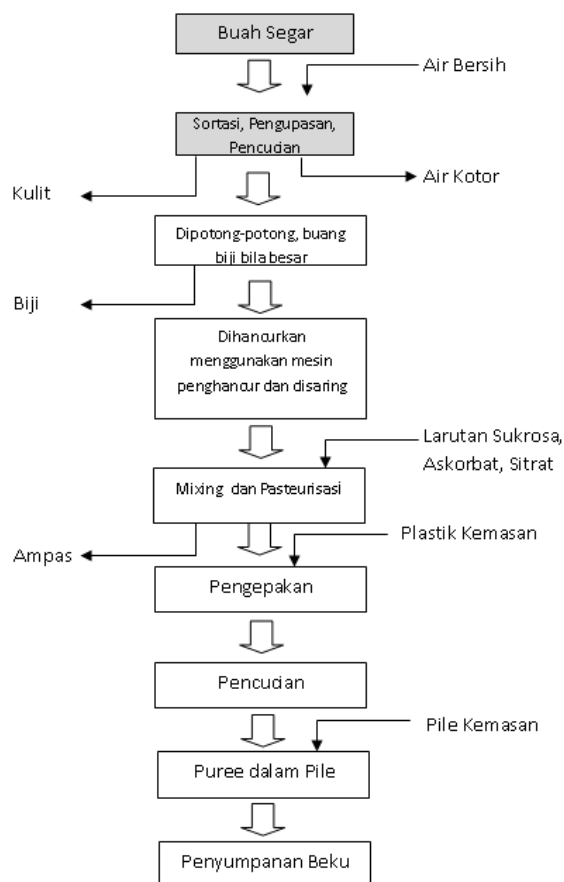 Buah Segar
Air Bersih
Sortasi, Pengupasan,
Pencucian
Kulit
Air Kotor
Dipotong-potong, buang
biji bila besar
Biji
Dihancurkan
menggunakan mesin
penghancur dan disaring
Larutan Sukrosa,
Askorbat, Sitrat
Mixing dan Pasteurisasi
Plastik Kemasan
Ampas
Pengepakan
Pencucian
Pile Kemasan
Puree dalam Pile
Penyumpanan Beku